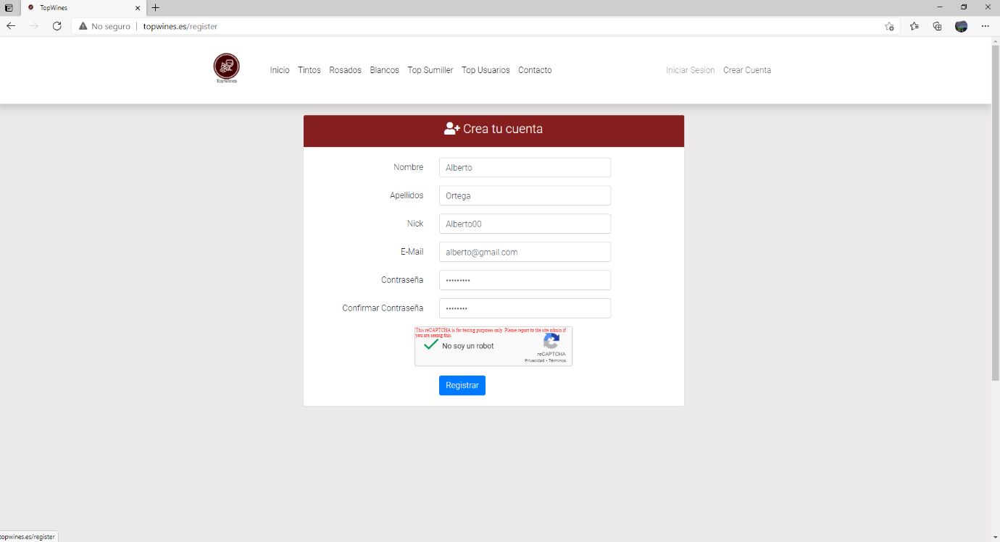 TopWines
No seguro topwines.es/register
TopWines
Inicio Tintos Rosados Blancos Top Sumiller Top Usuarios Contacto Iniciar Sesion Crear Cuenta
Crea tu cuenta
Nombre Alberto
Apellidos Ortega
Nick Alberto00
E-Mail alberto@gmail.com
Contraseña •••••••••
Confirmar Contraseña ••••••••
This reCAPTCHA is for testing purposes only. Please report to the site admin if
you are seeing this.
No soy un robot
reCAPTCHA
Privacidad • Términos
Registrar
topwines.es/register